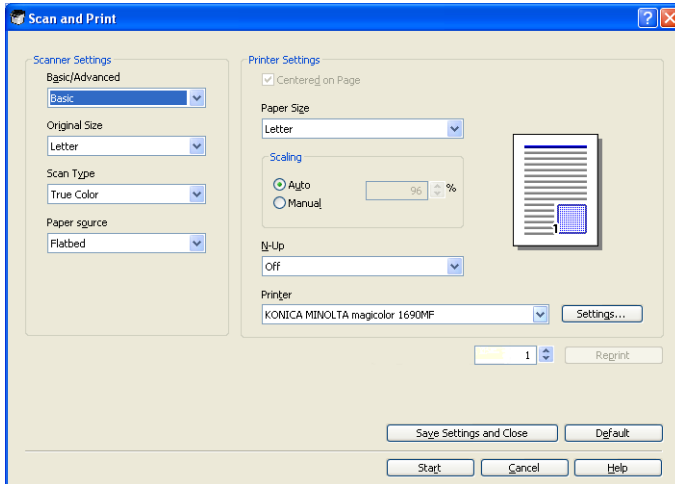 Scan and Print
Scanner Settings
Basic/Advanced
Basic
Original Size
Letter
Scan Type
True Color
Paper source
Flatbed
Printer Settings
Centered on Page
Paper Size
Letter
Scaling
Auto
Manual
96 %
N-Up
Off
Printer
KONICA MINOLTA magicolor 1690MF
Settings...
1
1
Reprint
Save Settings and Close
Default
Start
Cancel
Help